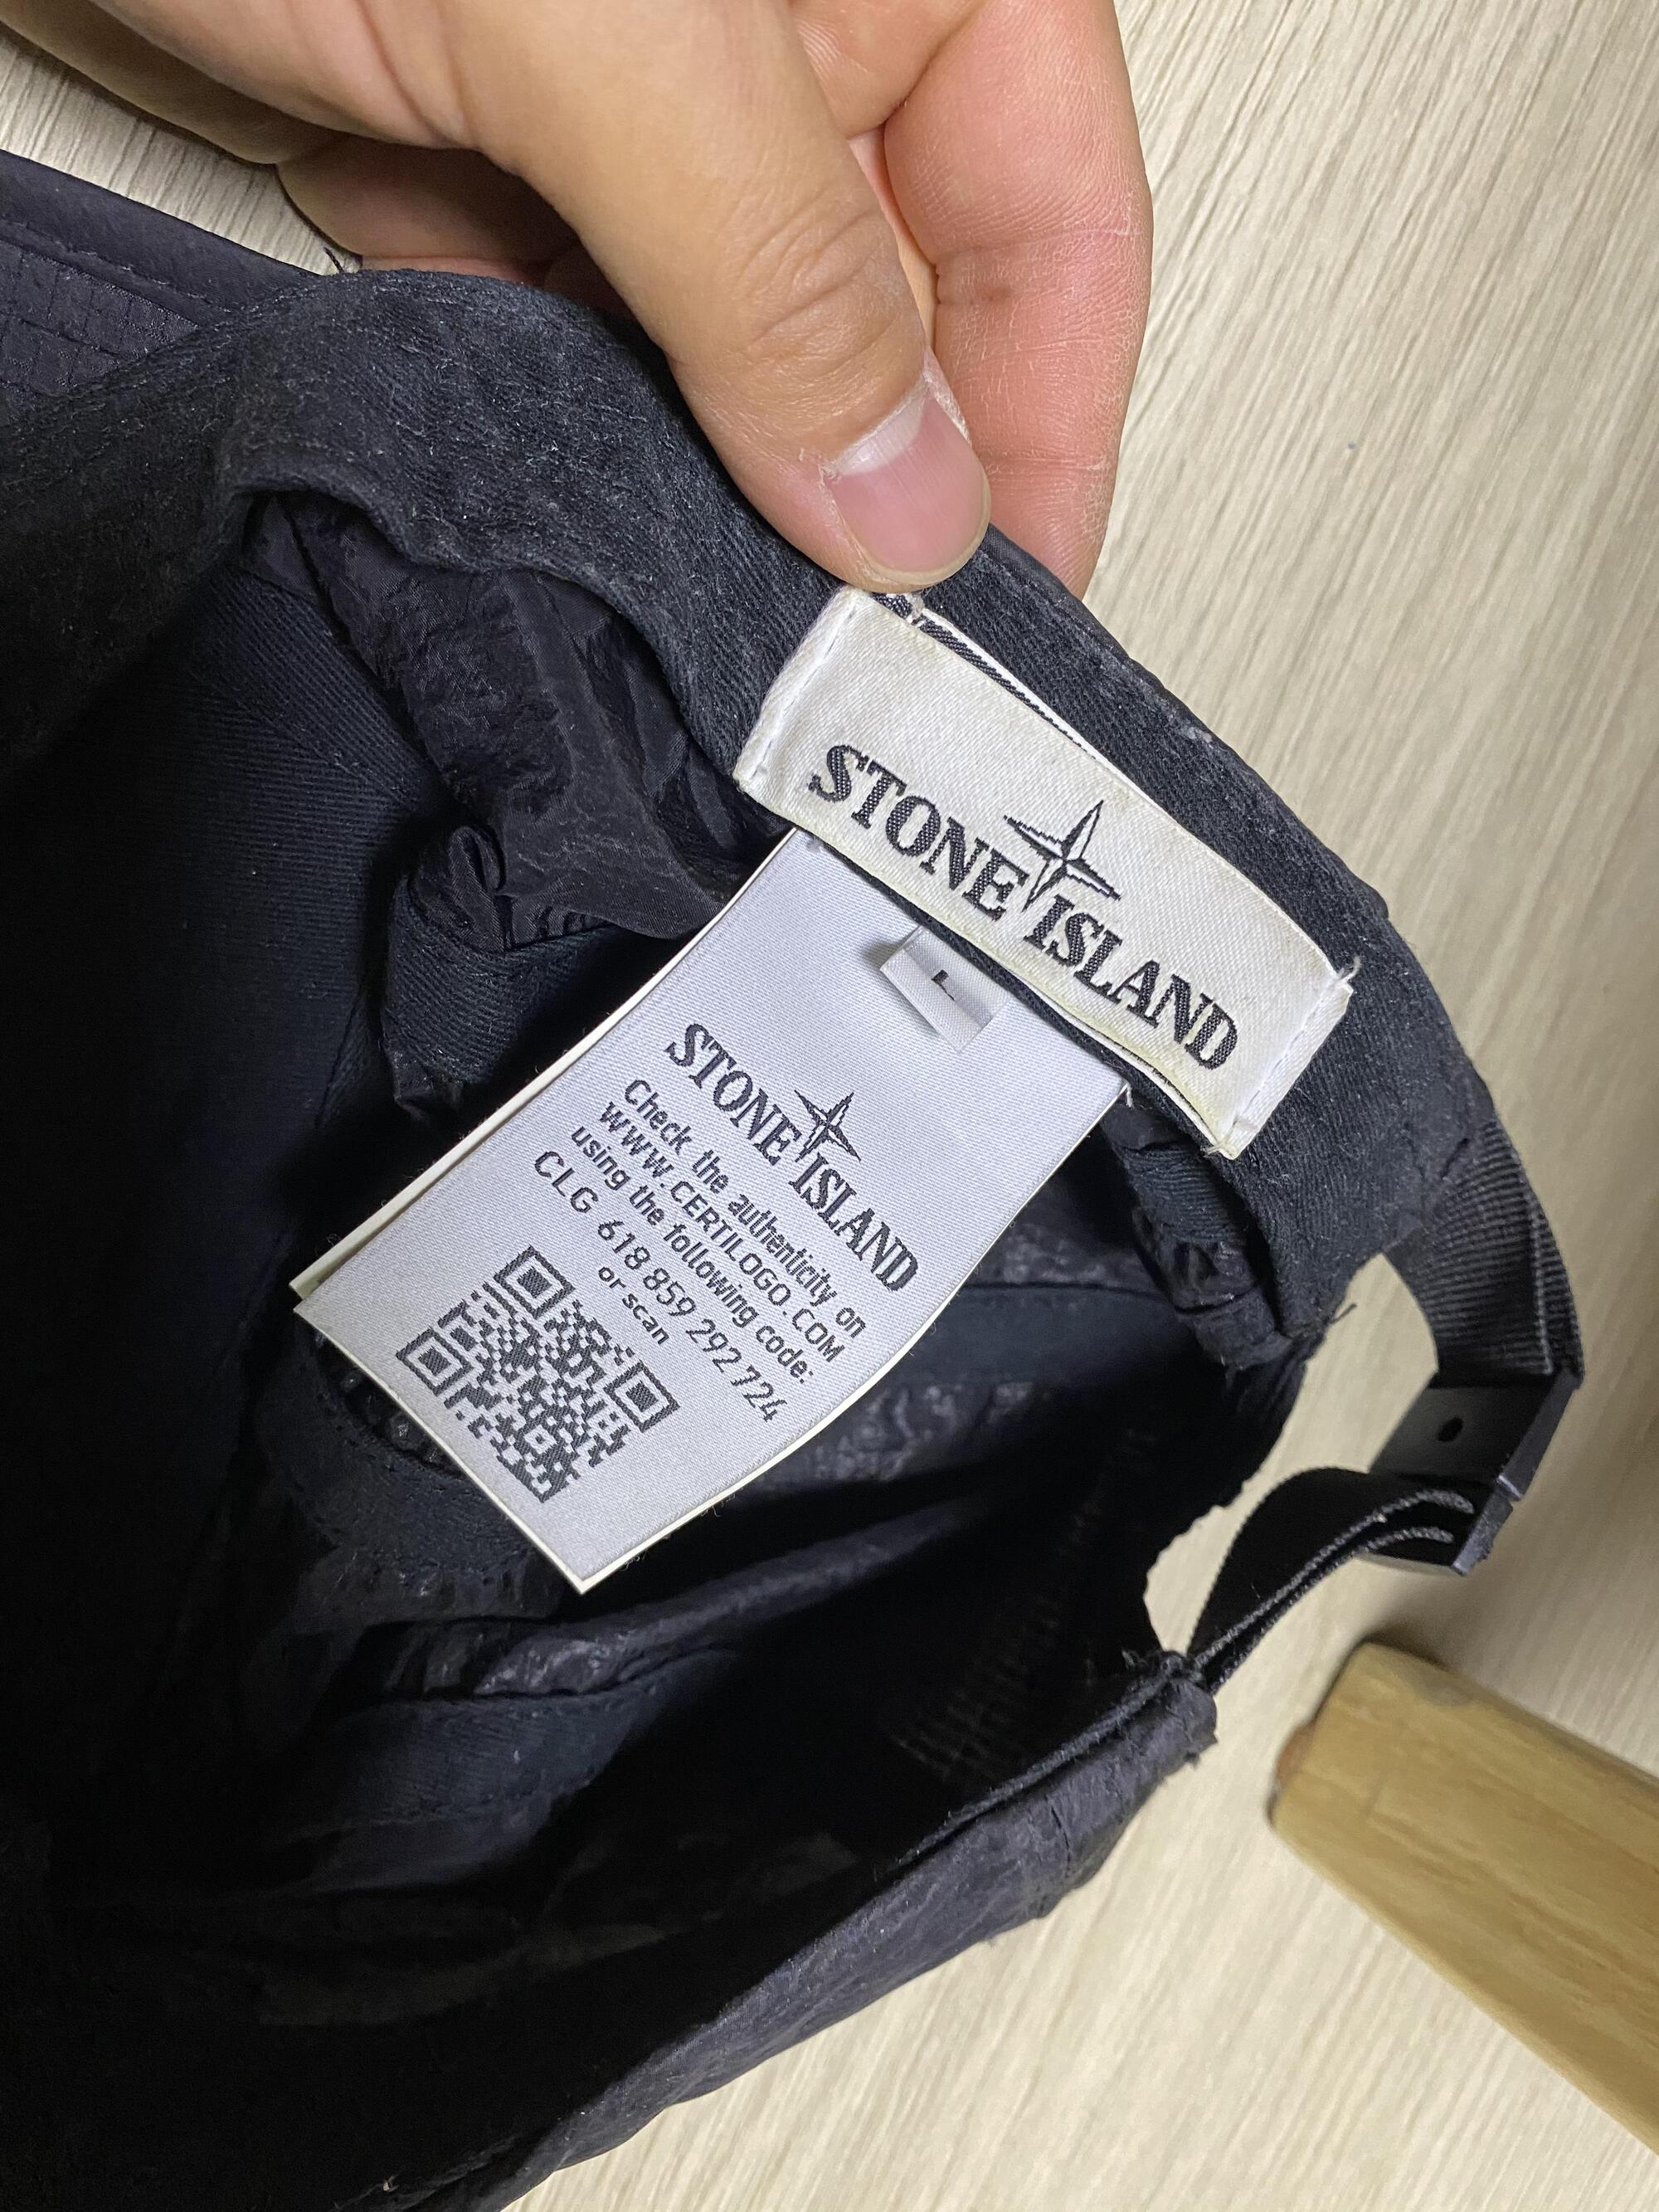 STONE ISLAND
L
STONE ISLAND
Check the authenticity on
WWW.CERTILOGO.COM
using the following code:
CLG 618 859 292 724
or scan